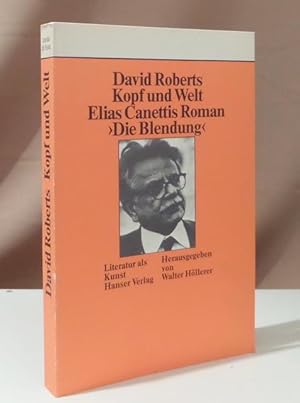 David Roberts
Kopf und Welt
Elias Canettis Roman
›Die Blendung‹
Literatur als
Kunst
Hanser Verlag
Herausgegeben
von
Walter Höllerer
David Roberts Kopf und Welt